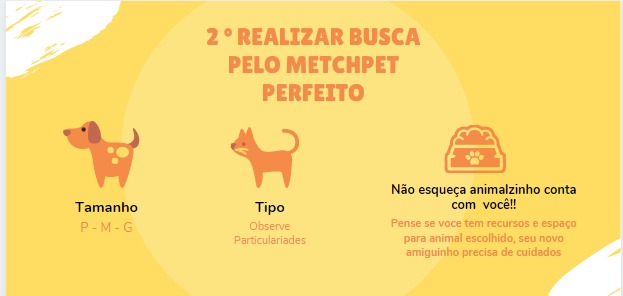 2 º REALIZAR BUSCA
PELO METCHPET
PERFEITO
Tamanho
P - M - G
Tipo
Observe
Particulariades
Não esqueça animalzinho conta
com você!!
Pense se voce tem recursos e espaço
para animal escolhido, seu novo
amiguinho precisa de cuidados